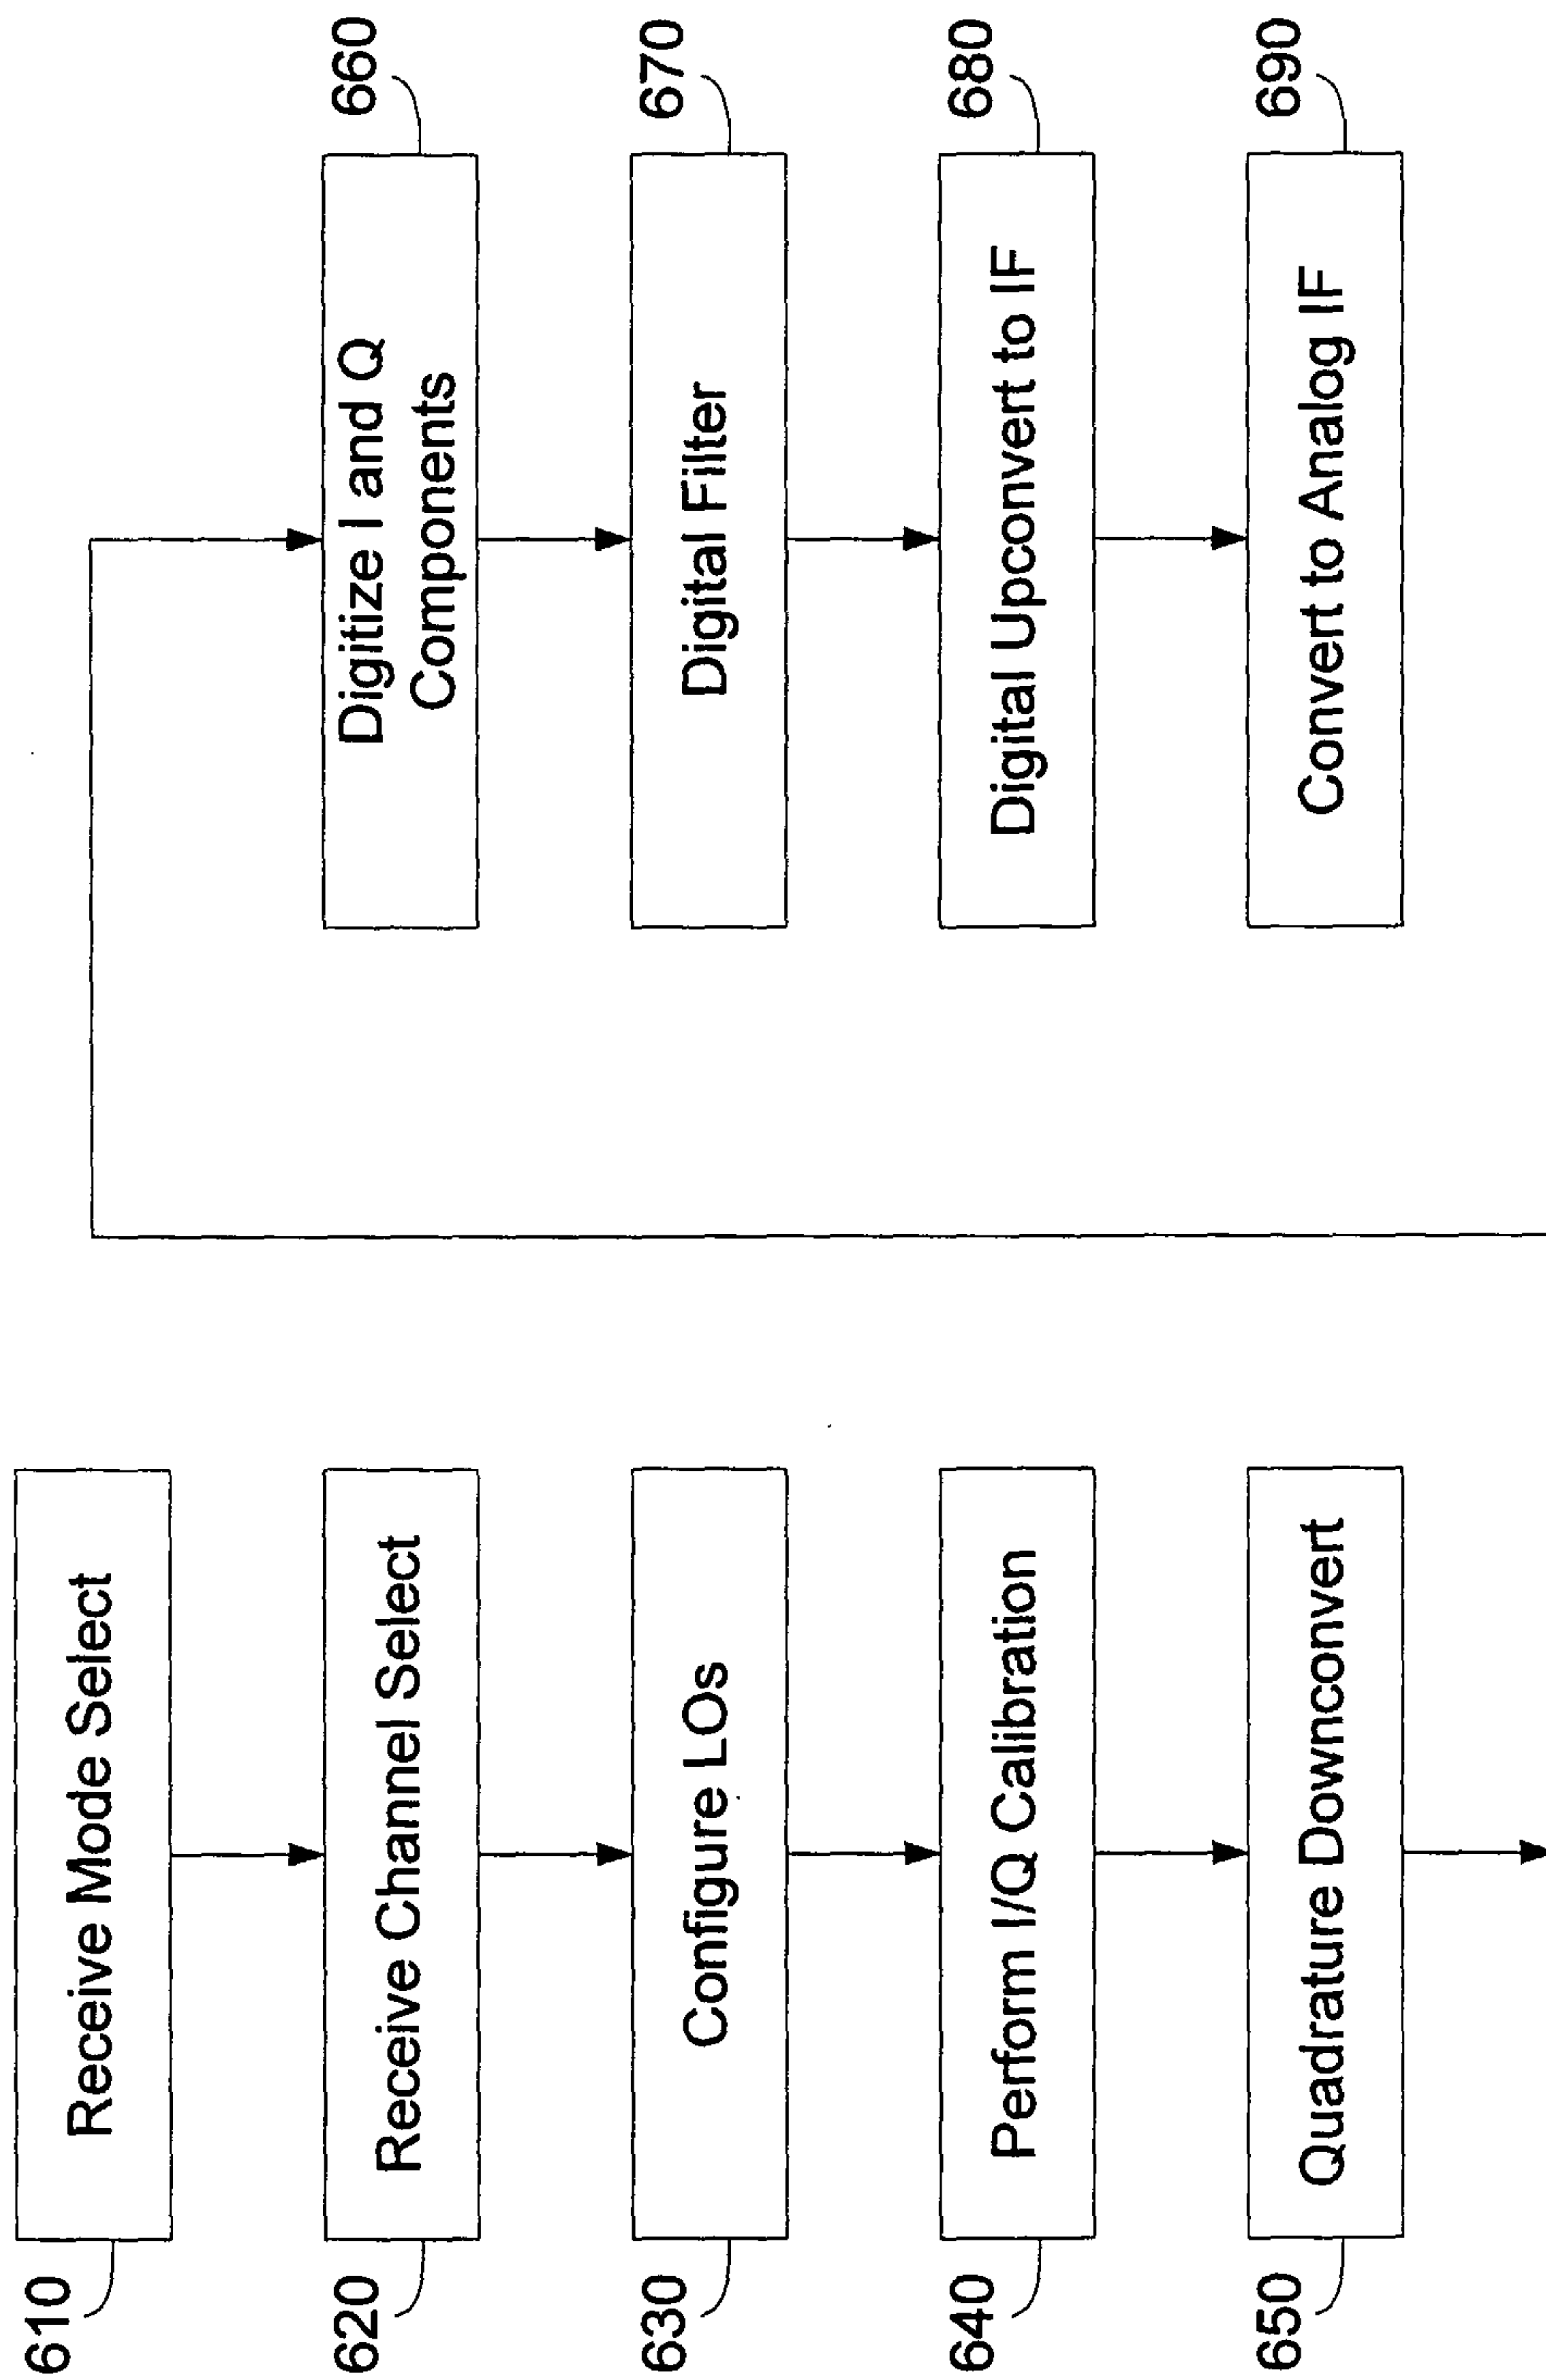 610
Receive Mode Select
620
Receive Channel Select
630
Configure LOs
640
Perform I/Q Calibration
650
Quadrature Downconvert
660
Digitize I and Q
Components
670
Digital Filter
680
Digital Upconvert to IF
690
Convert to Analog IF